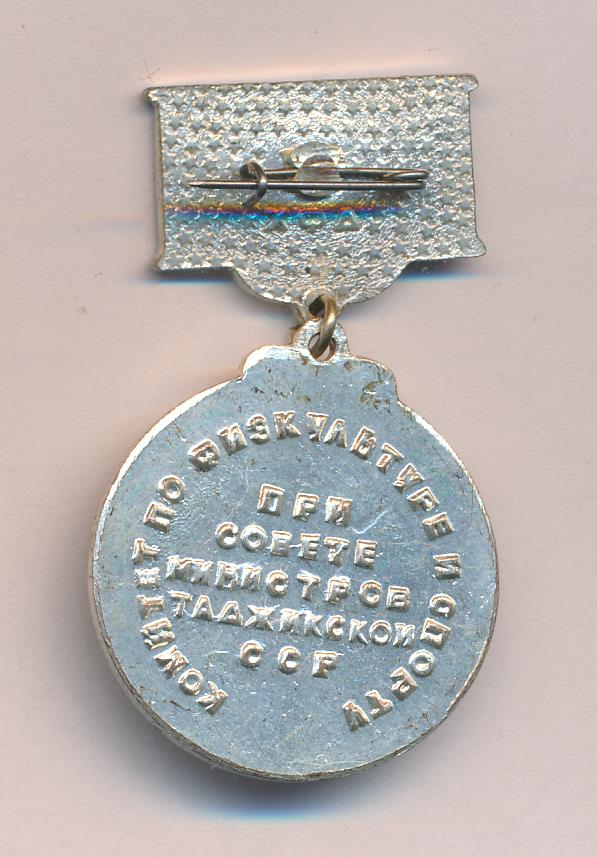 КОМИТЕТ ПО ФИЗКУЛЬТУРЕ И СПОРТУ
ПРИ
СОВЕТЕ
МИНИСТРОВ
ТАДЖИКСКОЙ
ССР